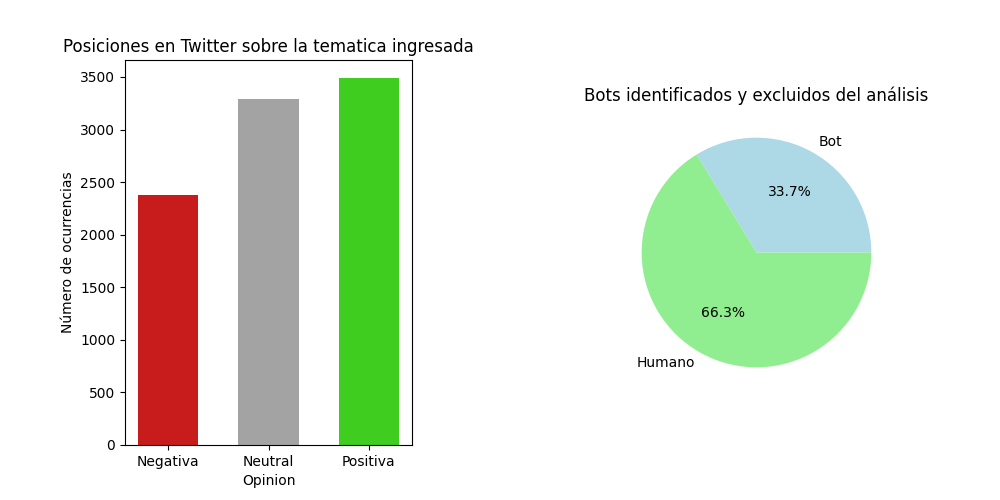 Posiciones en Twitter sobre la tematica ingresada
Número de ocurrencias
3500
3000
2500
2000
1500
1000
500
0
Negativa
Neutral
Positiva
Opinion
Bots identificados y excluidos del análisis
Bot
33.7%
66.3%
Humano